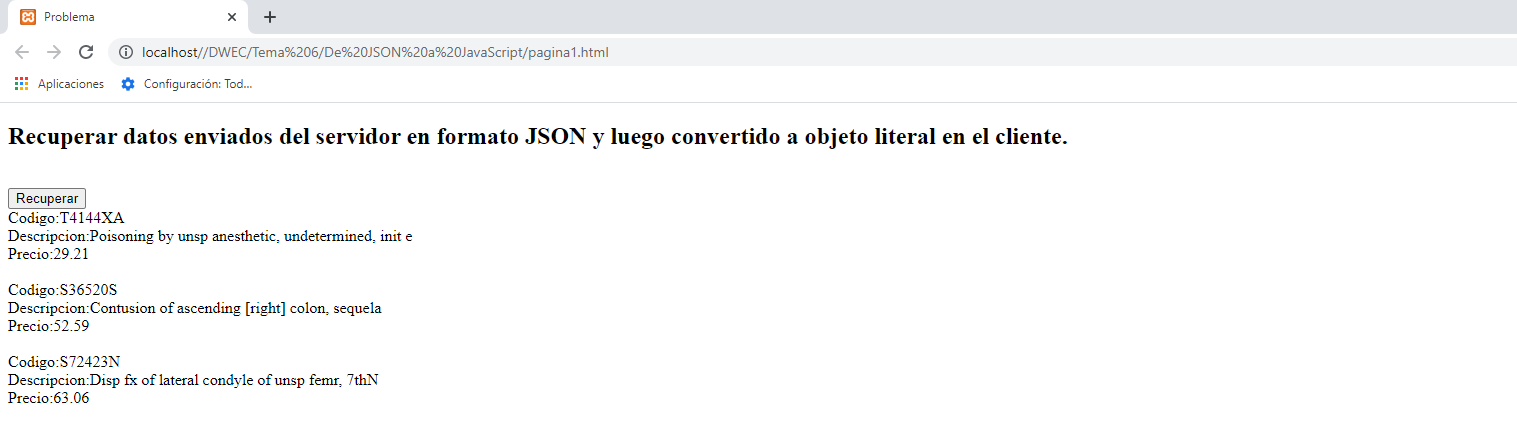 Problema
localhost//DWEC/Tema%206/De%20JSON%20a%20JavaScript/pagina1.html
Aplicaciones Configuración: Tod...
Recuperar datos enviados del servidor en formato JSON y luego convertido a objeto literal en el cliente.
Recuperar
Codigo:T4144XA
Descripcion:Poisoning by unsp anesthetic, undetermined, init e
Precio:29.21
Codigo:S36520S
Descripcion:Contusion of ascending [right] colon, sequela
Precio:52.59
Codigo:S72423N
Descripcion:Disp fx of lateral condyle of unsp femr, 7thN
Precio:63.06